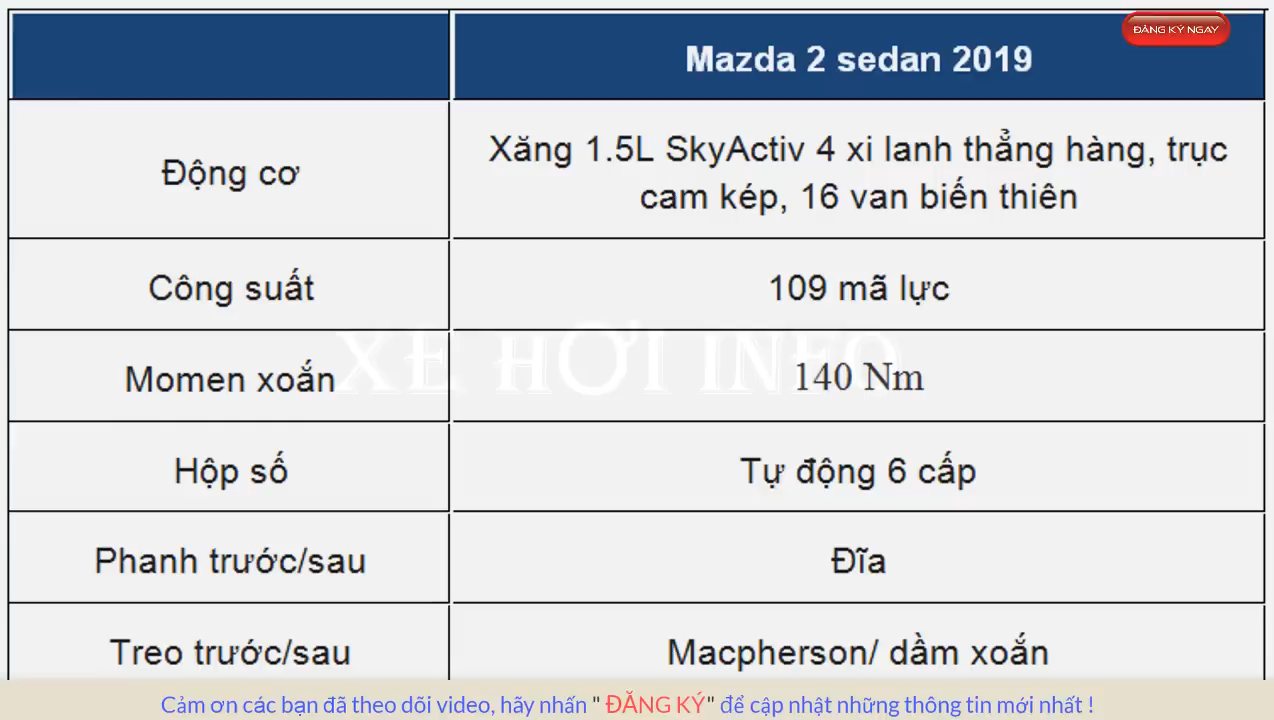 ĐĂNG KÝ NGAY
Mazda 2 sedan 2019
Động cơ
Xăng 1.5L SkyActiv 4 xi lanh thẳng hàng, trục
cam kép, 16 van biến thiên
Công suất
109 mã lực
XE HƠI INFO
Momen xoắn
140 Nm
Hộp số
Tự động 6 cấp
Phanh trước/sau
Đĩa
Treo trước/sau
Macpherson/ dầm xoắn
Cảm ơn các bạn đã theo dõi video, hãy nhấn " ĐĂNG KÝ" để cập nhật những thông tin mới nhất !